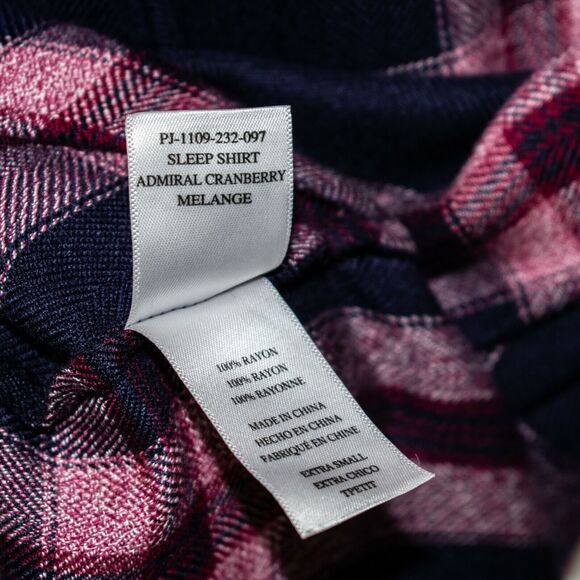 PJ-1109-232-097
SLEEP SHIRT
ADMIRAL CRANBERRY
MELANGE
100% RAYON
100% RAYON
100% RAYONNE
MADE IN CHINA
HECHO EN CHINA
FABRIQUÉ EN CHINE
EXTRA SMALL
EXTRA CHICO
TPETIT